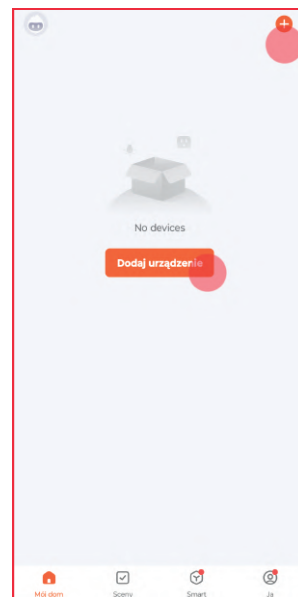 No devices
Dodaj urządzenie
Mój dom
Sceny
Smart
Ja